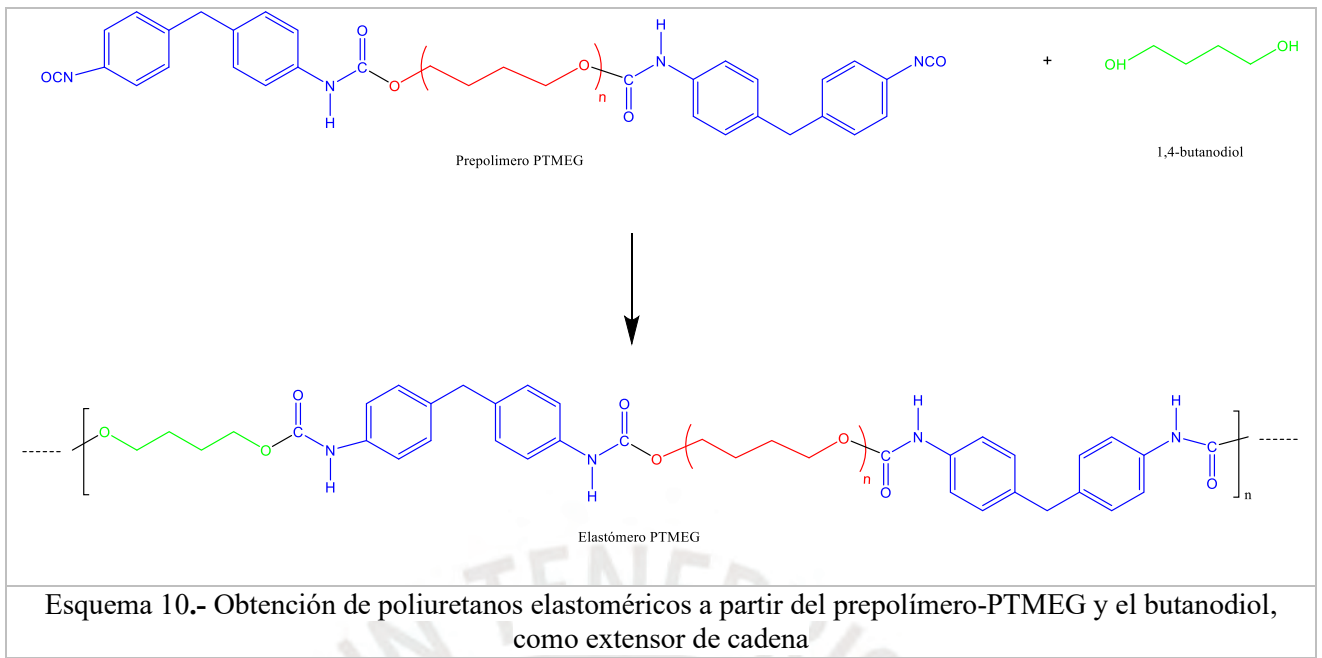 OCN
N
H
C
O
O
O
n
C
O
N
H
NCO
+
OH
OH
Prepolimero PTMEG
1,4-butanodiol
O
O
C
O
N
H
N
H
C
O
O
O
n
C
O
N
H
N
H
C
O
n
Elastómero PTMEG
Esquema 10.- Obtención de poliuretanos elastoméricos a partir del prepolímero-PTMEG y el butanodiol,
como extensor de cadena